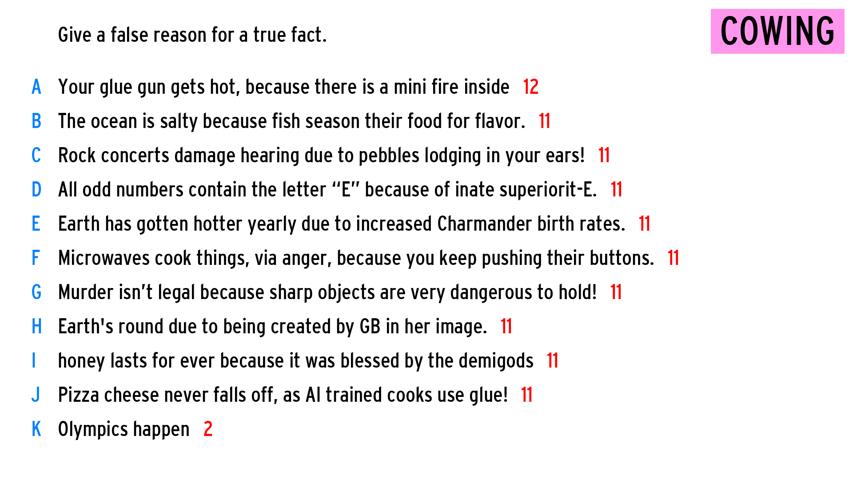 Give a false reason for a true fact.
COWING
A Your glue gun gets hot, because there is a mini fire inside 12
B The ocean is salty because fish season their food for flavor. 11
C Rock concerts damage hearing due to pebbles lodging in your ears! 11
D All odd numbers contain the letter “E” because of inate superiorit-E. 11
E Earth has gotten hotter yearly due to increased Charmander birth rates. 11
F Microwaves cook things, via anger, because you keep pushing their buttons. 11
G Murder isn’t legal because sharp objects are very dangerous to hold! 11
H Earth's round due to being created by GB in her image. 11
I honey lasts for ever because it was blessed by the demigods 11
J Pizza cheese never falls off, as AI trained cooks use glue! 11
K Olympics happen 2